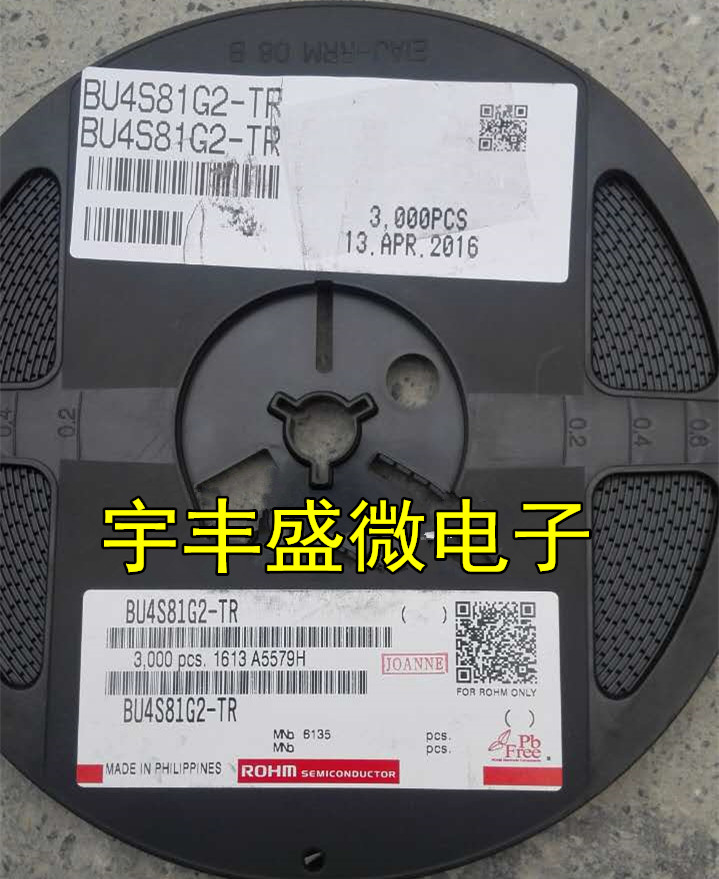 EIAJ-RRM 08 B
BU4S81G2-TR
BU4S81G2-TR
3,000PCS
13.APR.2016
0.4
0.2
0.2
0.4
0.6
宇丰盛微电子
BU4S81G2-TR ( )
3,000 pcs. 1613 A5579H
JOANNE
FOR ROHM ONLY
BU4S81G2-TR
( )
MNo 6135 pcs.
MNo pcs.
Pb
Free
MADE IN PHILIPPINES ROHM SEMICONDUCTOR